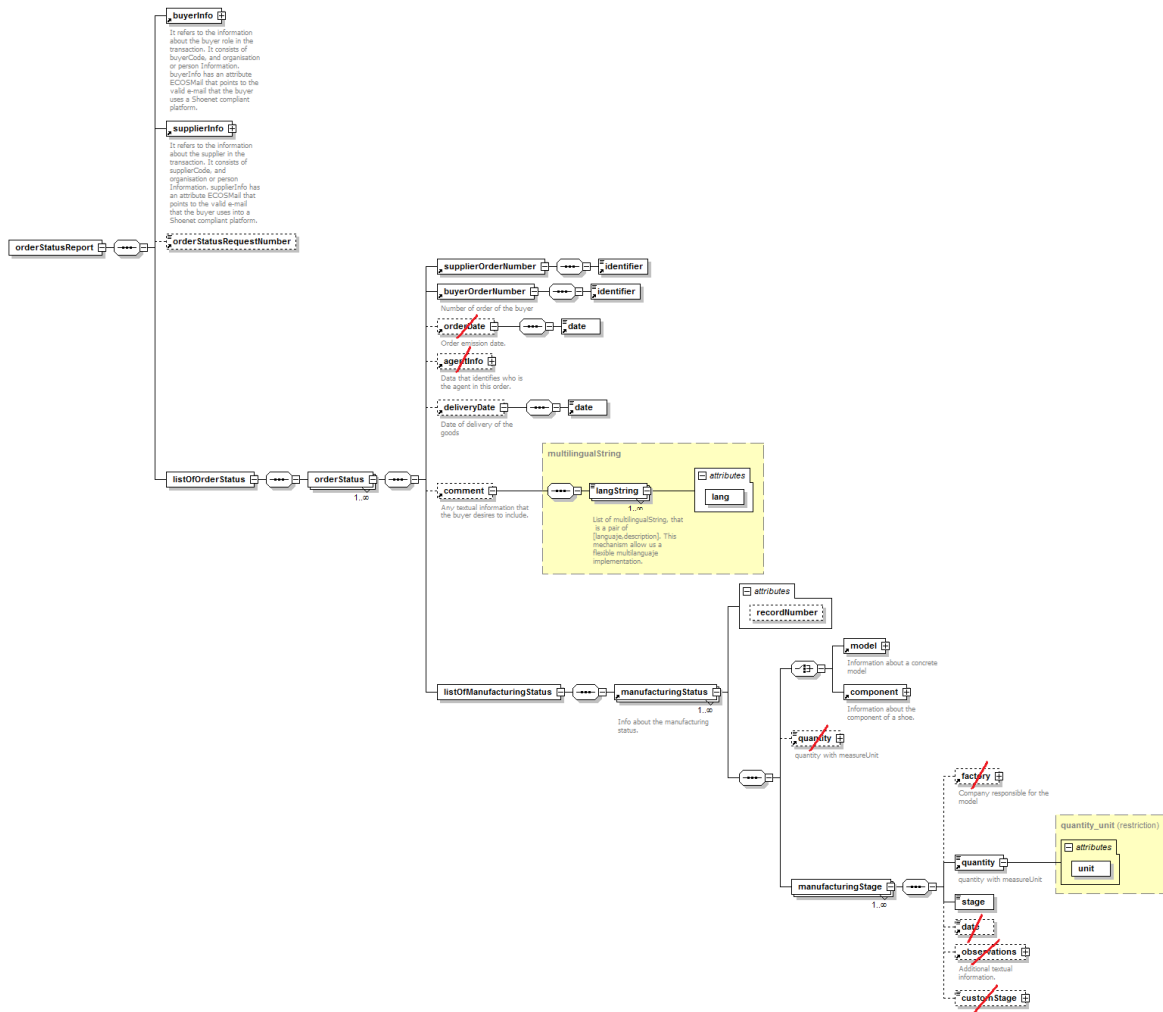 buyerInfo
It refers to the information
about the buyer role in the
transaction. It consists of
buyerCode, and organisation
or person Information.
buyerInfo has an attribute
ECOSMail that points to the
valid e-mail that the buyer
uses a Shoenet compliant
platform.
supplierInfo
It refers to the information
about the supplier in the
transaction. It consists of
supplierCode, and
organisation or person
Information. supplierInfo has
an attribute ECOSMail that
points to the valid e-mail
that the buyer uses into a
Shoenet compliant platform.
orderStatusReport
orderStatusRequestNumber
supplierOrderNumber
identifier
buyerOrderNumber
identifier
Number of order of the buyer
orderDate
date
Order emission date.
agentInfo
Data that identifies who is
the agent in this order.
deliveryDate
date
Date of delivery of the
goods
listOfOrderStatus
orderStatus
1..∞
comment
Any textual information that
the buyer desires to include.
multilingualString
langString
1..∞
List of multilingualString, that
is a pair of
[languaje,description]. This
mechanism allow us a
flexible multilanguaje
implementation.
attributes
lang
listOfManufacturingStatus
manufacturingStatus
1..∞
Info about the manufacturing
status.
attributes
recordNumber
model
Information about a concrete
model
component
Information about the
component of a shoe.
quantity
quantity with measureUnit
manufacturingStage
1..∞
factory
Company responsible for the
model
quantity_unit (restriction)
attributes
unit
quantity
quantity with measureUnit
stage
date
observations
Additional textual
information.
customStage